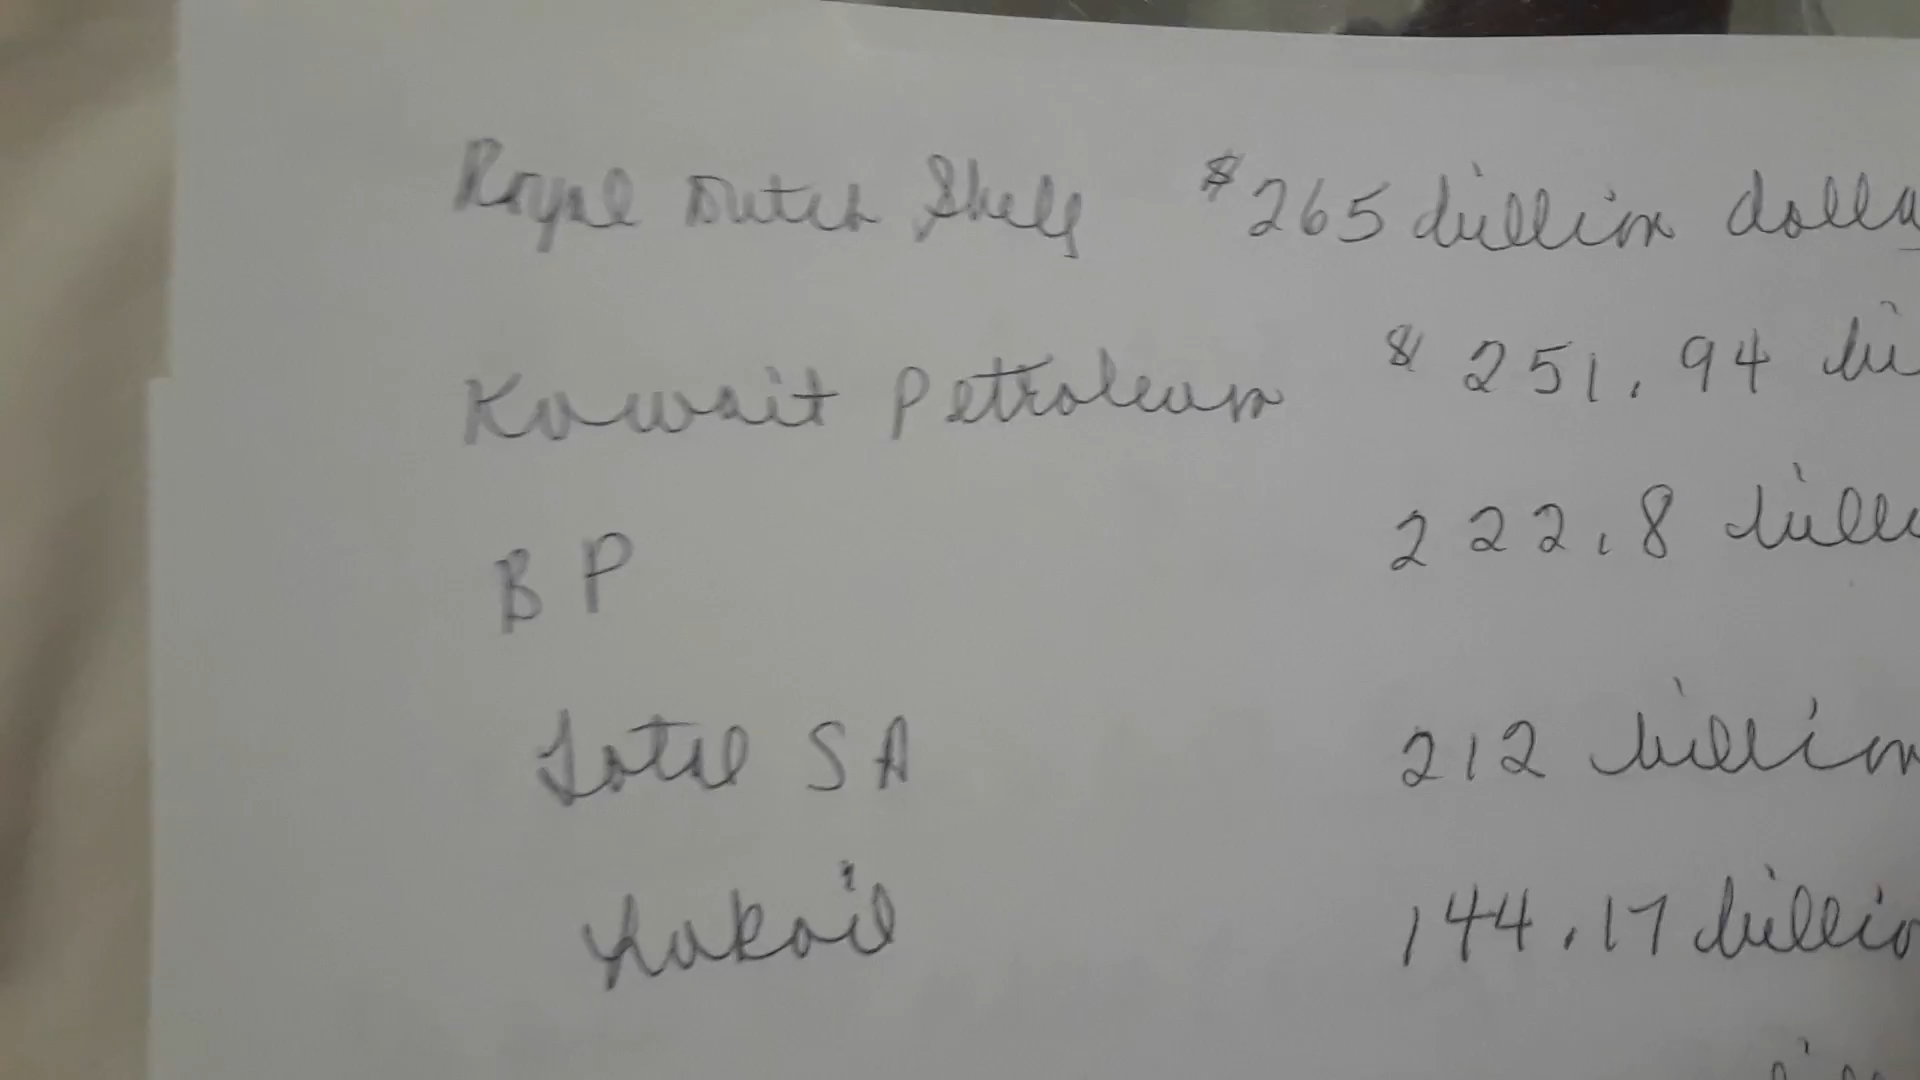 Royal Dutch Shell $265 billion dolla
Kuwait Petroleum $ 251.94 bi
BP 222.8 billi
Total SA 212 billion
Lukoil 144.17 billio